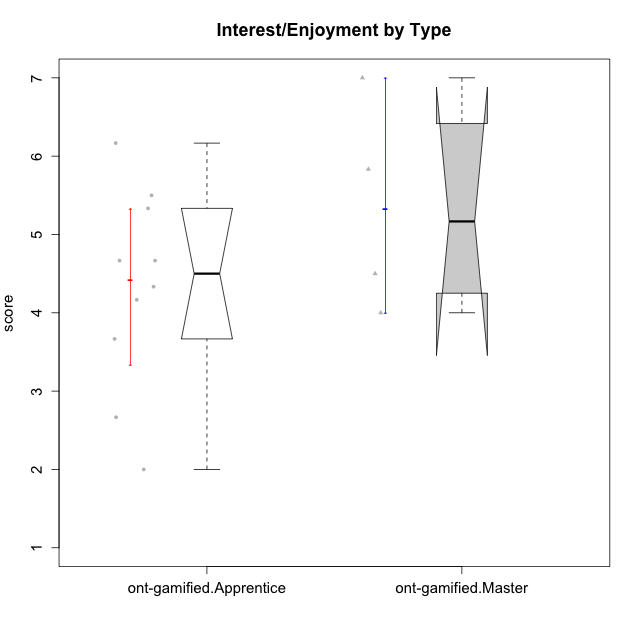 Interest/Enjoyment by Type
7
6
5
4
3
2
1
score
ont-gamified.Apprentice
ont-gamified.Master